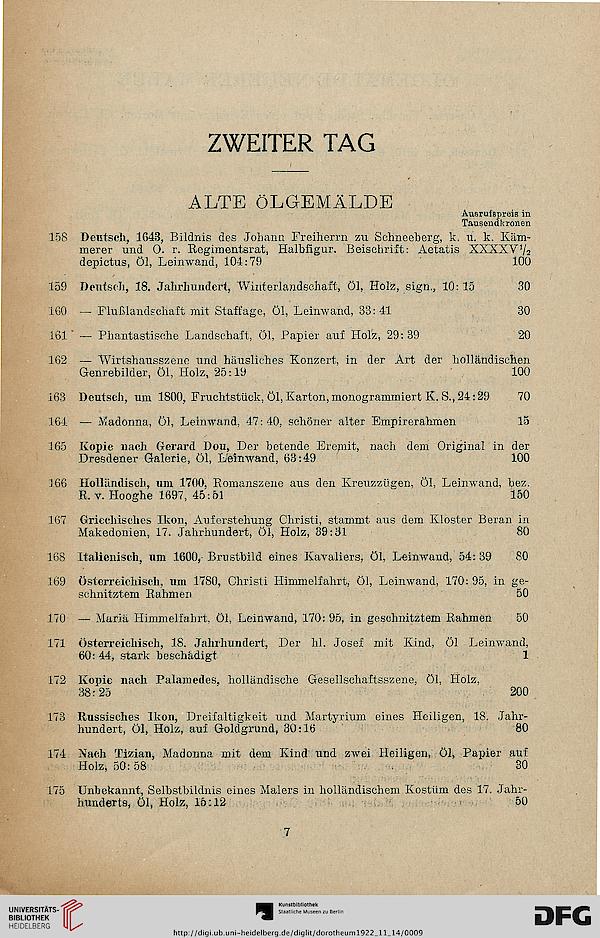 ZWEITER TAG
ALTE ÖLGEMÄLDE
Ausrufspreis in
Tausendkronen
158 Deutsch, 1643, Bildnis des Johann Freiherrn zu Schneeberg, k. u. k. Käm-
merer und O. r. Regimentsrat, Halbfigur. Beischrift: Aetatis XXXXV½
depictus, Öl, Leinwand, 104:79 100
159 Deutsch, 18. Jahrhundert, Winterlandschaft, Öl, Holz, sign., 10:15 30
160 — Flußlandschaft mit Staffage, Öl, Leinwand, 33:41 30
161 — Phantastische Landschaft, Öl, Papier auf Holz, 29:39 20
162 — Wirtshausszene und häusliches Konzert, in der Art der holländischen
Genrebilder, Öl, Holz, 25:19 100
163 Deutsch, um 1800, Fruchtstück, Öl, Karton, monogrammiert K. S., 24:29 70
164 — Madonna, Öl, Leinwand, 47:40, schöner alter Empirerahmen 15
165 Kopie nach Gerard Dou, Der betende Eremit, nach dem Original in der
Dresdener Galerie, Öl, Leinwand, 63:49 100
166 Holländisch, um 1700, Romanszene aus den Kreuzzügen, Öl, Leinwand, bez.
R. v. Hooghe 1697, 45:51 150
167 Griechisches Ikon, Auferstehung Christi, stammt aus dem Kloster Beran in
Makedonien, 17. Jahrhundert, Öl, Holz, 39:31 80
168 Italienisch, um 1600, Brustbild eines Kavaliers, Öl, Leinwand, 54:39 80
169 Österreichisch, um 1780, Christi Himmelfahrt, Öl, Leinwand, 170:95, in ge-
schnitztem Rahmen 50
170 — Mariä Himmelfahrt, Öl, Leinwand, 170:95, in geschnitztem Rahmen 50
171 Österreichisch, 18. Jahrhundert, Der hl. Josef mit Kind, Öl Leinwand,
60:44, stark beschädigt 1
172 Kopie nach Palamedes, holländische Gesellschaftsszene, Öl, Holz,
38:25 200
173 Russisches Ikon, Dreifaltigkeit und Martyrium eines Heiligen, 18. Jahr-
hundert, Öl, Holz, auf Goldgrund, 30:16 80
174 Nach Tizian, Madonna mit dem Kind und zwei Heiligen, Öl, Papier auf
Holz, 50:58 30
175 Unbekannt, Selbstbildnis eines Malers in holländischem Kostüm des 17. Jahr-
hunderts, Öl, Holz, 15:12 50
7
UNIVERSITÄTS-
BIBLIOTHEK
HEIDELBERG
Kunstbibliothek
Staatliche Museen zu Berlin
DFG
http://digi.ub.uni-heidelberg.de/diglit/dorotheum1922_11_14/0009